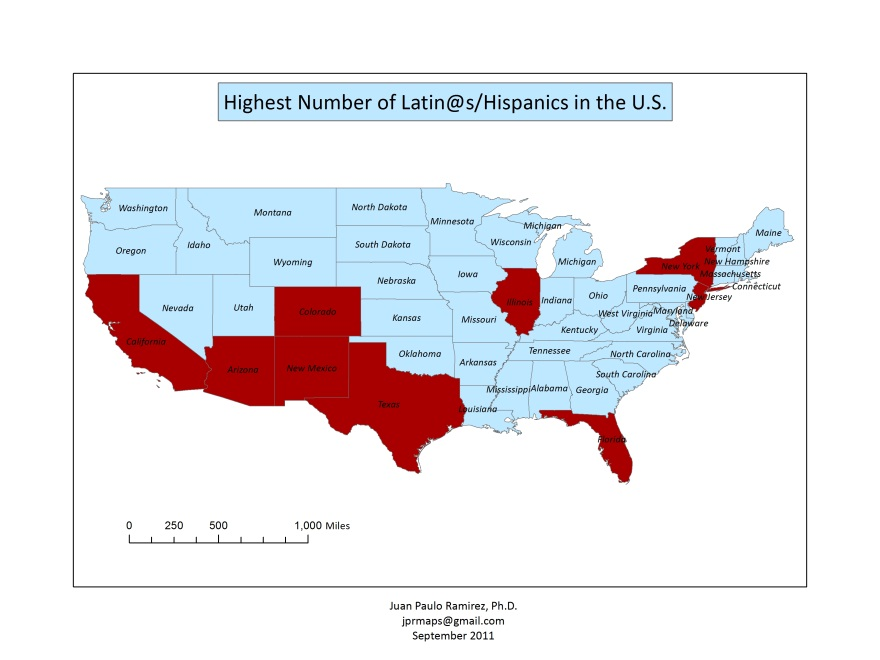 Highest Number of Latin@s/Hispanics in the U.S.
Washington
Montana
North Dakota
Minnesota
Michigan
Maine
Oregon
Idaho
South Dakota
Wisconsin
Vermont
Wyoming
Michigan
New York
New Hampshire
Massachusetts
Connecticut
Nebraska
Iowa
Pennsylvania
New Jersey
Nevada
Utah
Colorado
Kansas
Missouri
Illinois
Indiana
Ohio
West Virginia
Maryland
Delaware
California
Kentucky
Virginia
Arizona
New Mexico
Oklahoma
Arkansas
Tennessee
North Carolina
South Carolina
Texas
Louisiana
Mississippi
Alabama
Georgia
Florida
0 250 500 1,000 Miles
Juan Paulo Ramirez, Ph.D.
jprmaps@gmail.com
September 2011